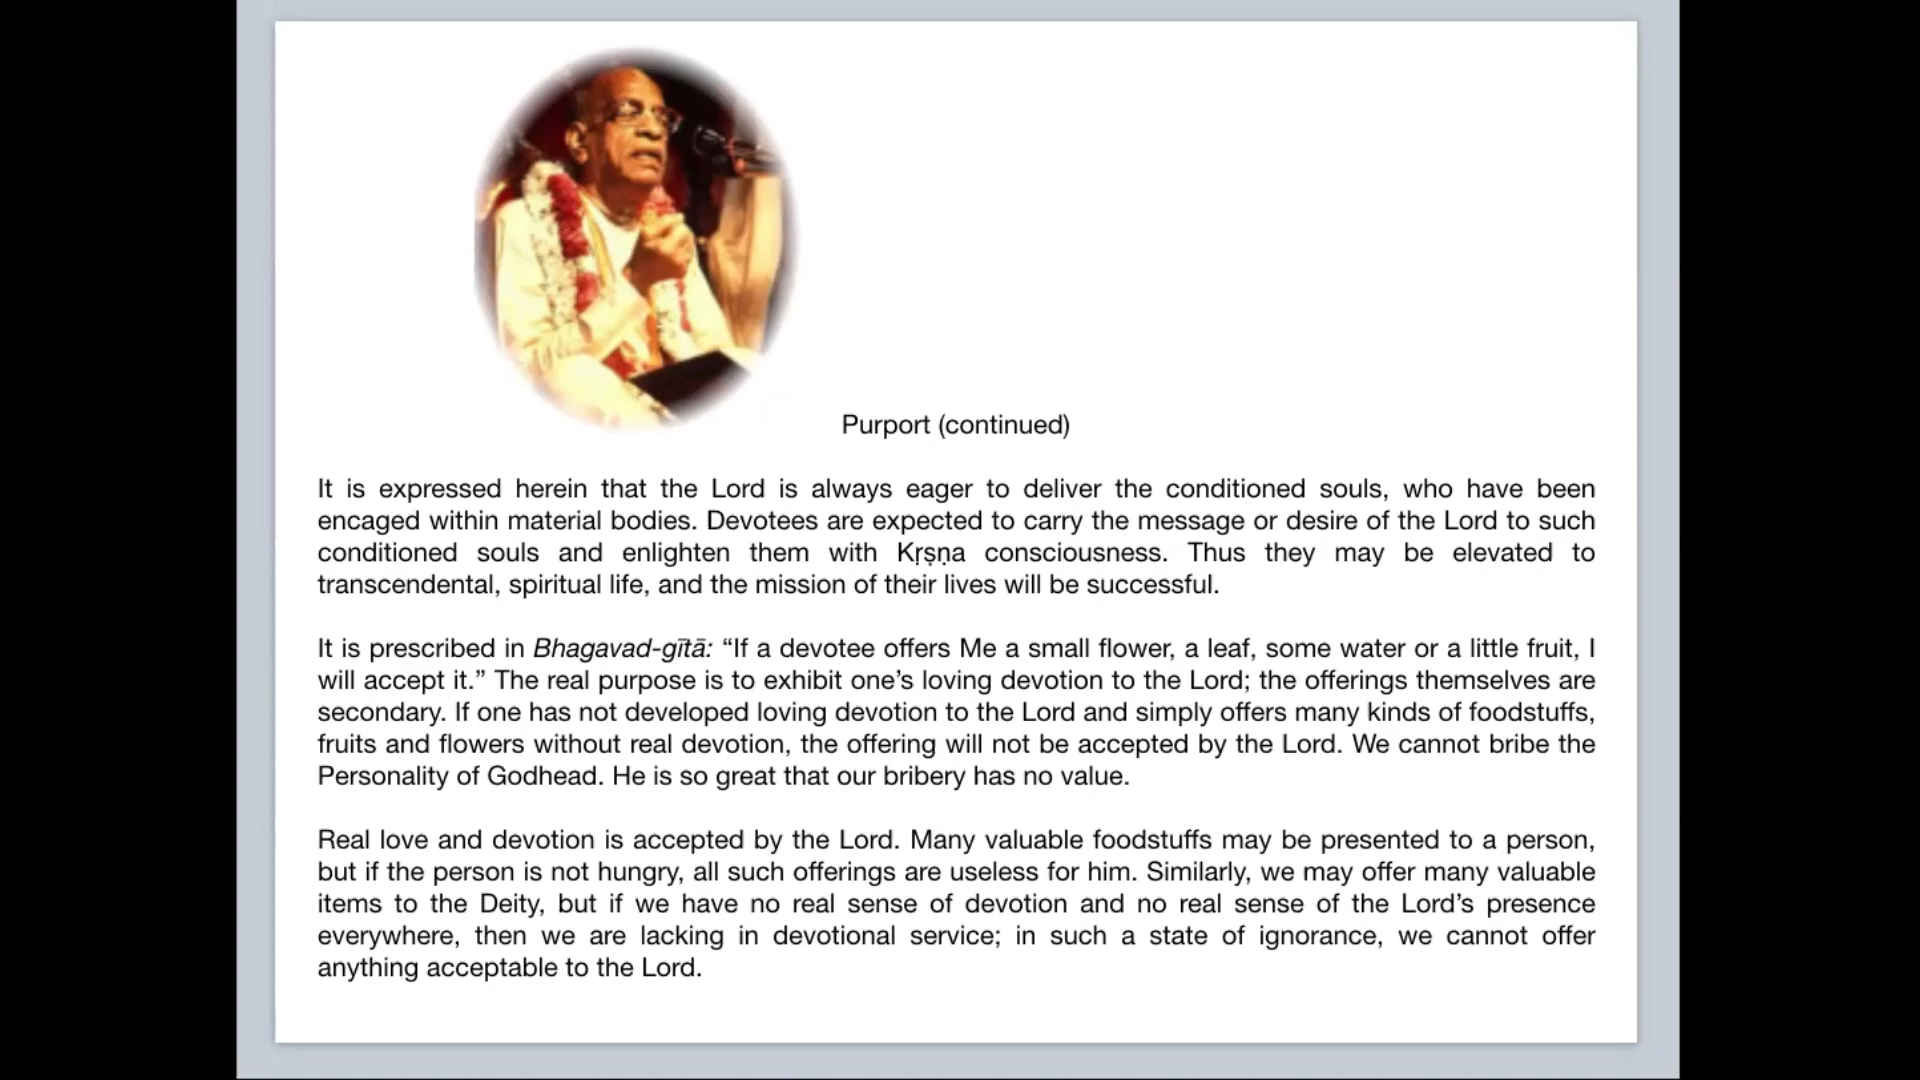 Purport (continued)
It is expressed herein that the Lord is always eager to deliver the conditioned souls, who have been
encaged within material bodies. Devotees are expected to carry the message or desire of the Lord to such
conditioned souls and enlighten them with Kṛṣṇa consciousness. Thus they may be elevated to
transcendental, spiritual life, and the mission of their lives will be successful.
It is prescribed in Bhagavad-gītā: “If a devotee offers Me a small flower, a leaf, some water or a little fruit, I
will accept it.” The real purpose is to exhibit one’s loving devotion to the Lord; the offerings themselves are
secondary. If one has not developed loving devotion to the Lord and simply offers many kinds of foodstuffs,
fruits and flowers without real devotion, the offering will not be accepted by the Lord. We cannot bribe the
Personality of Godhead. He is so great that our bribery has no value.
Real love and devotion is accepted by the Lord. Many valuable foodstuffs may be presented to a person,
but if the person is not hungry, all such offerings are useless for him. Similarly, we may offer many valuable
items to the Deity, but if we have no real sense of devotion and no real sense of the Lord’s presence
everywhere, then we are lacking in devotional service; in such a state of ignorance, we cannot offer
anything acceptable to the Lord.